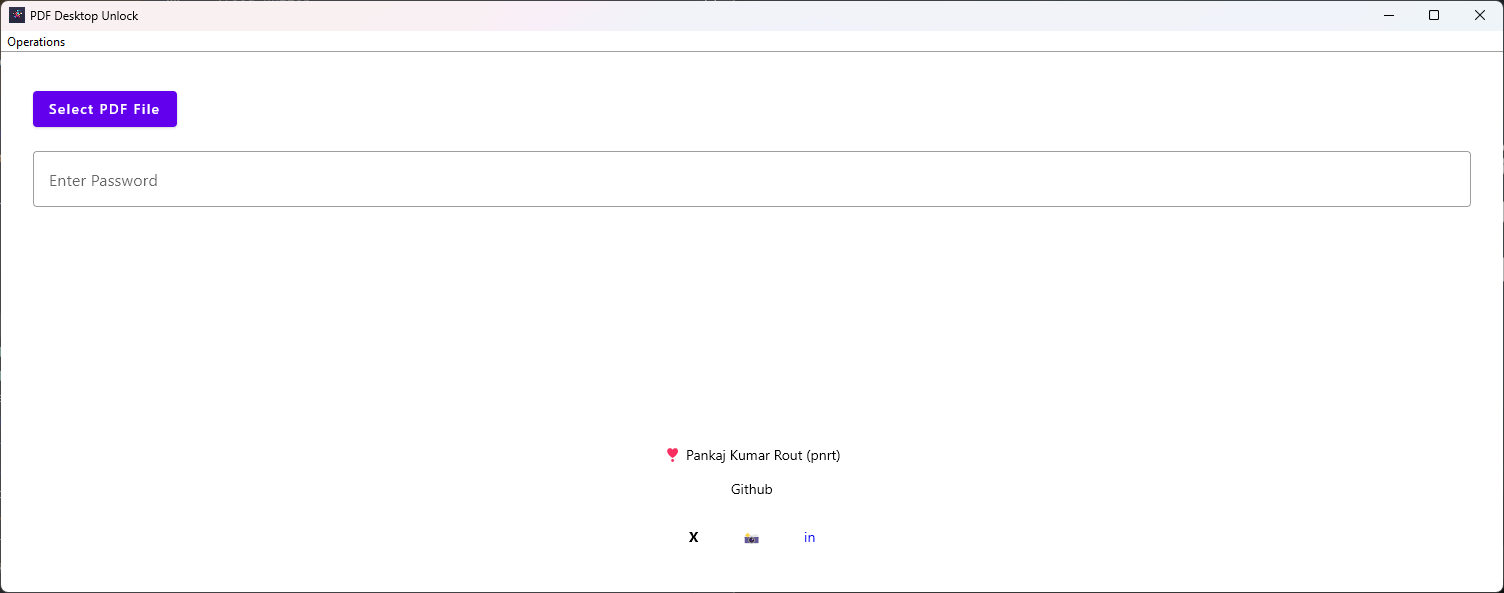 PDF Desktop Unlock
Operations
Select PDF File
Enter Password
❣ Pankaj Kumar Rout (pnrt)
Github
X 📸 in